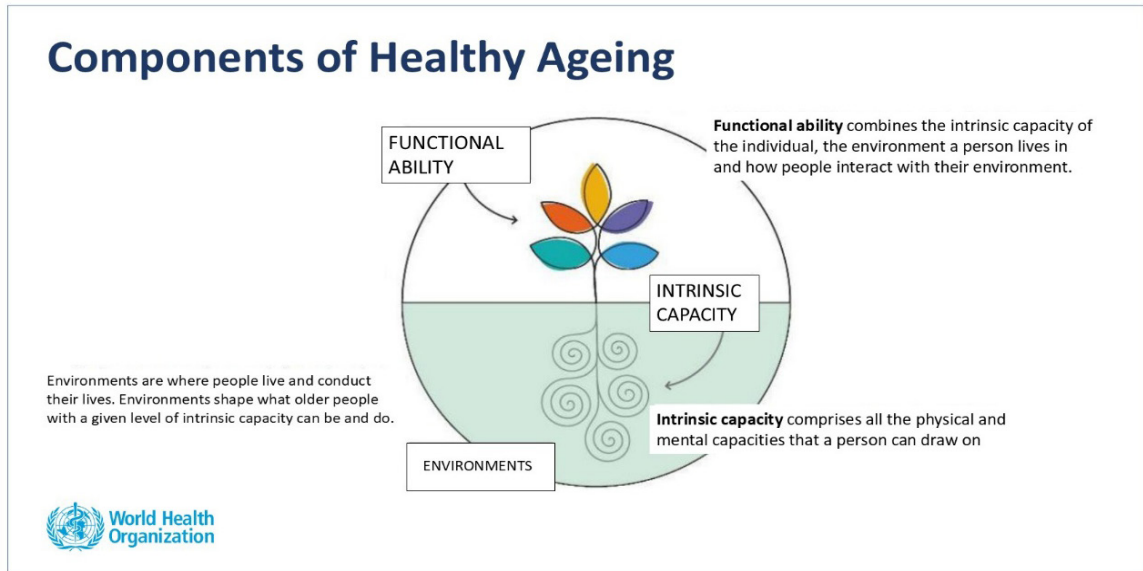 Components of Healthy Ageing
FUNCTIONAL
ABILITY
Functional ability combines the intrinsic capacity of
the individual, the environment a person lives in
and how people interact with their environment.
INTRINSIC
CAPACITY
Environments are where people live and conduct
their lives. Environments shape what older people
with a given level of intrinsic capacity can be and do.
Intrinsic capacity comprises all the physical and
mental capacities that a person can draw on
ENVIRONMENTS
World Health
Organization